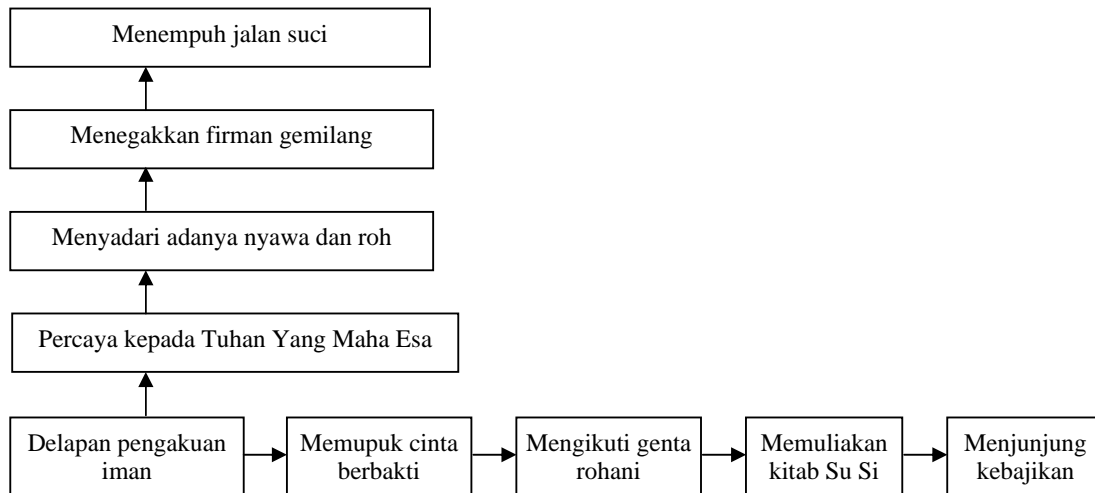 Menempuh jalan suci
Menegakkan firman gemilang
Menyadari adanya nyawa dan roh
Percaya kepada Tuhan Yang Maha Esa
Delapan pengakuan
iman
Memupuk cinta
berbakti
Mengikuti genta
rohani
Memuliakan
kitab Su Si
Menjunjung
kebajikan